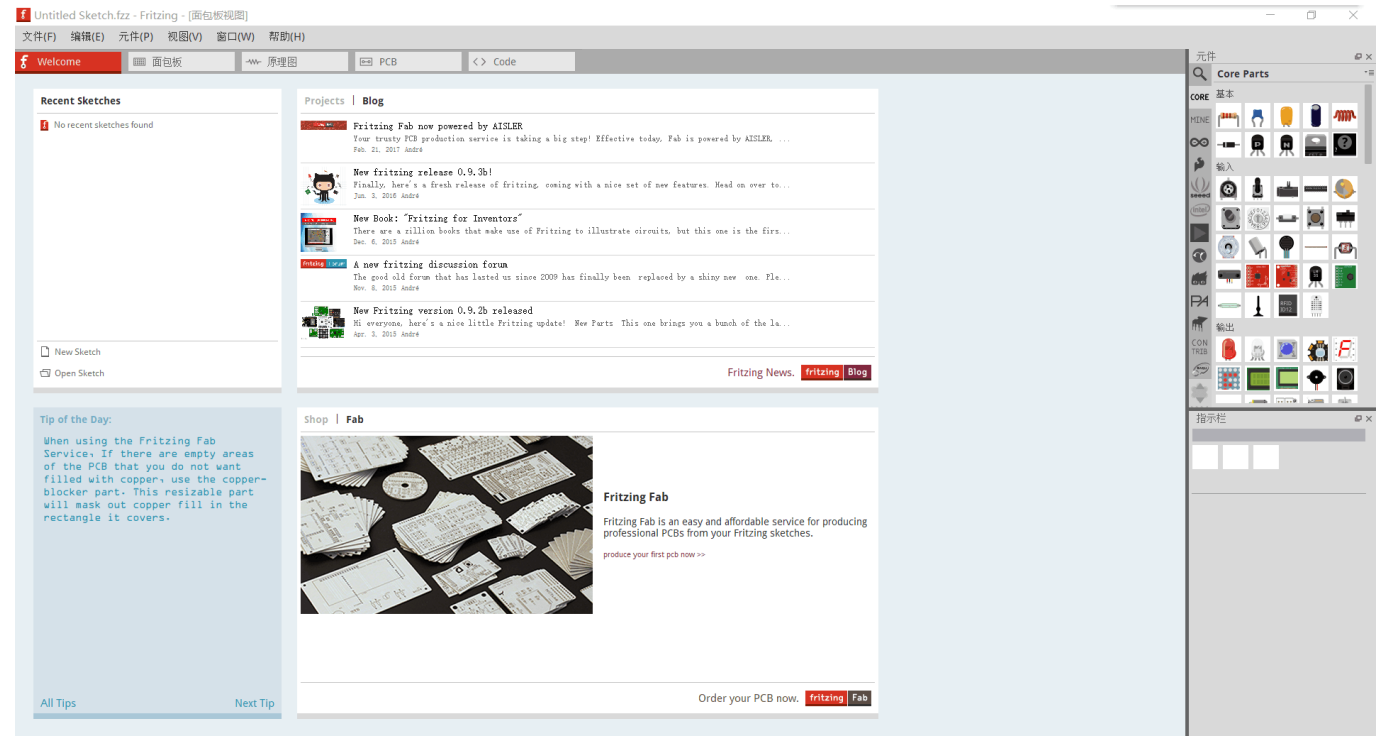 Untitled Sketch.fzz - Fritzing - [面包板视图]
文件(F) 编辑(E) 元件(P) 视图(V) 窗口(W) 帮助(H)
Welcome 面包板 原理图 PCB Code
Recent Sketches
No recent sketches found
New Sketch
Open Sketch
Projects | Blog
Fritzing Fab now powered by AISLER
Your trusty PCB production service is taking a big step! Effective today, Fab is powered by AISLER, ...
Feb. 21, 2017 André
New fritzing release 0.9.3b!
Finally, here's a fresh release of fritzing, coming with a nice set of new features. Head on over to...
Jun. 3, 2016 André
New Book: "Fritzing for Inventors"
There are a zillion books that make use of Fritzing to illustrate circuits, but this one is the firs...
Dec. 6, 2015 André
fritzing forum
A new fritzing discussion forum
The good old forum that has lasted us since 2009 has finally been replaced by a shiny new one. Ple...
Nov. 8, 2015 André
New Fritzing version 0.9.2b released
Hi everyone, here's a nice little Fritzing update! New Parts This one brings you a bunch of the la...
Apr. 3, 2015 André
Fritzing News. fritzing Blog
Tip of the Day:
When using the Fritzing Fab
Service, If there are empty areas
of the PCB that you do not want
filled with copper, use the copper-
blocker part. This resizable part
will mask out copper fill in the
rectangle it covers.
All Tips Next Tip
Shop | Fab
Fritzing Fab
Fritzing Fab is an easy and affordable service for producing
professional PCBs from your Fritzing sketches.
produce your first pcb now >>
Order your PCB now. fritzing Fab
元件
Core Parts
CORE
MINE
seeed
intel
PA
CON
TRIB
基本
P N
输入
RFID
ID12
输出
指示栏